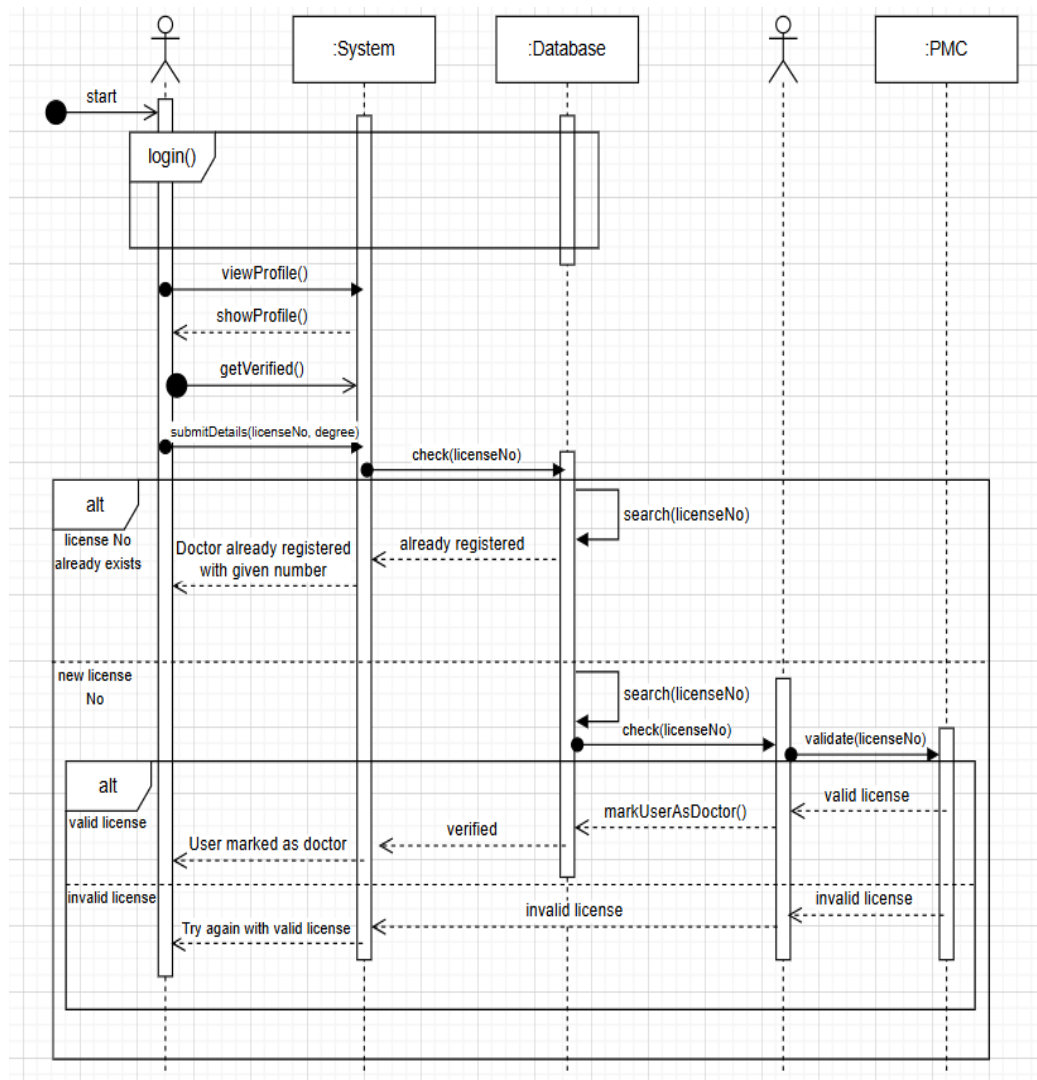 :System
:Database
:PMC
start
login()
viewProfile()
showProfile()
getVerified()
submitDetails(licenseNo, degree)
check(licenseNo)
alt
license No
already exists
search(licenseNo)
already registered
Doctor already registered
with given number
new license
No
search(licenseNo)
check(licenseNo)
validate(licenseNo)
alt
valid license
valid license
markUserAsDoctor()
verified
User marked as doctor
invalid license
invalid license
invalid license
Try again with valid license